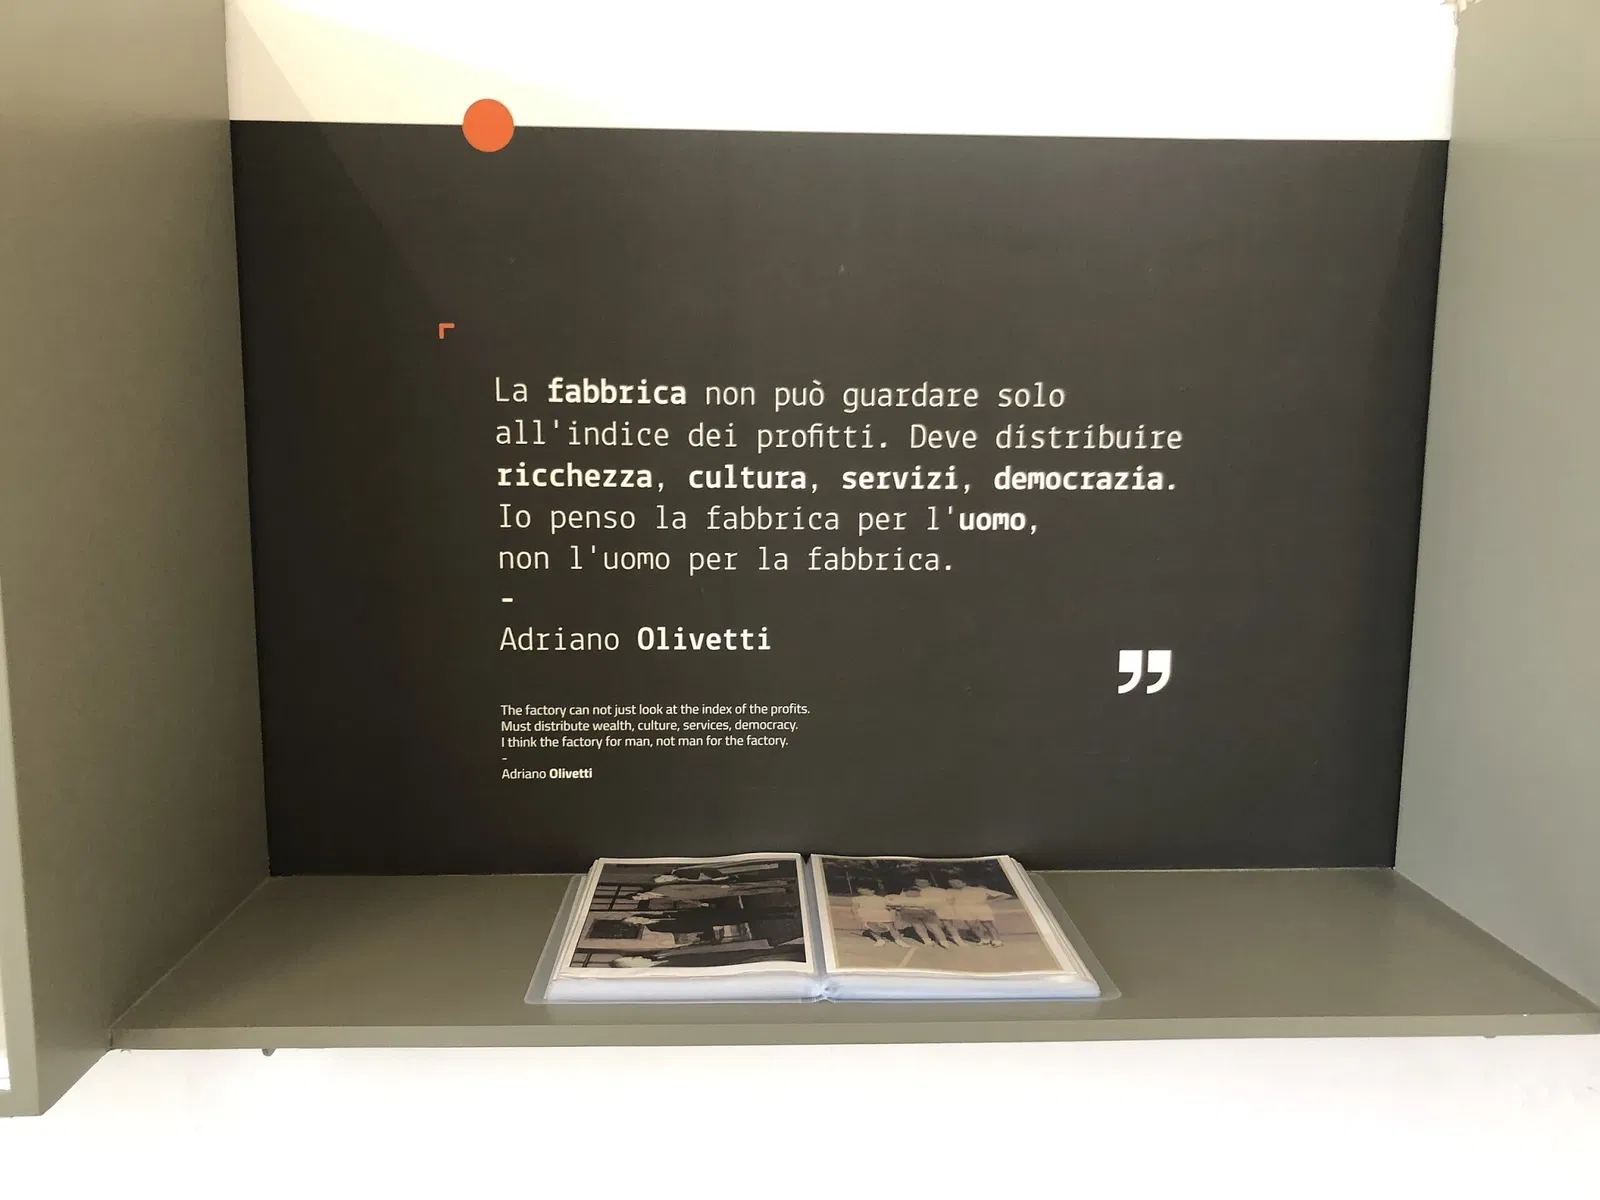 La fabbrica non può guardare solo
all'indice dei profitti. Deve distribuire
ricchezza, cultura, servizi, democrazia.
Io penso la fabbrica per l'uomo,
non l'uomo per la fabbrica.
-
Adriano Olivetti
”
The factory can not just look at the index of the profits.
Must distribute wealth, culture, services, democracy.
I think the factory for man, not man for the factory.
-
Adriano Olivetti